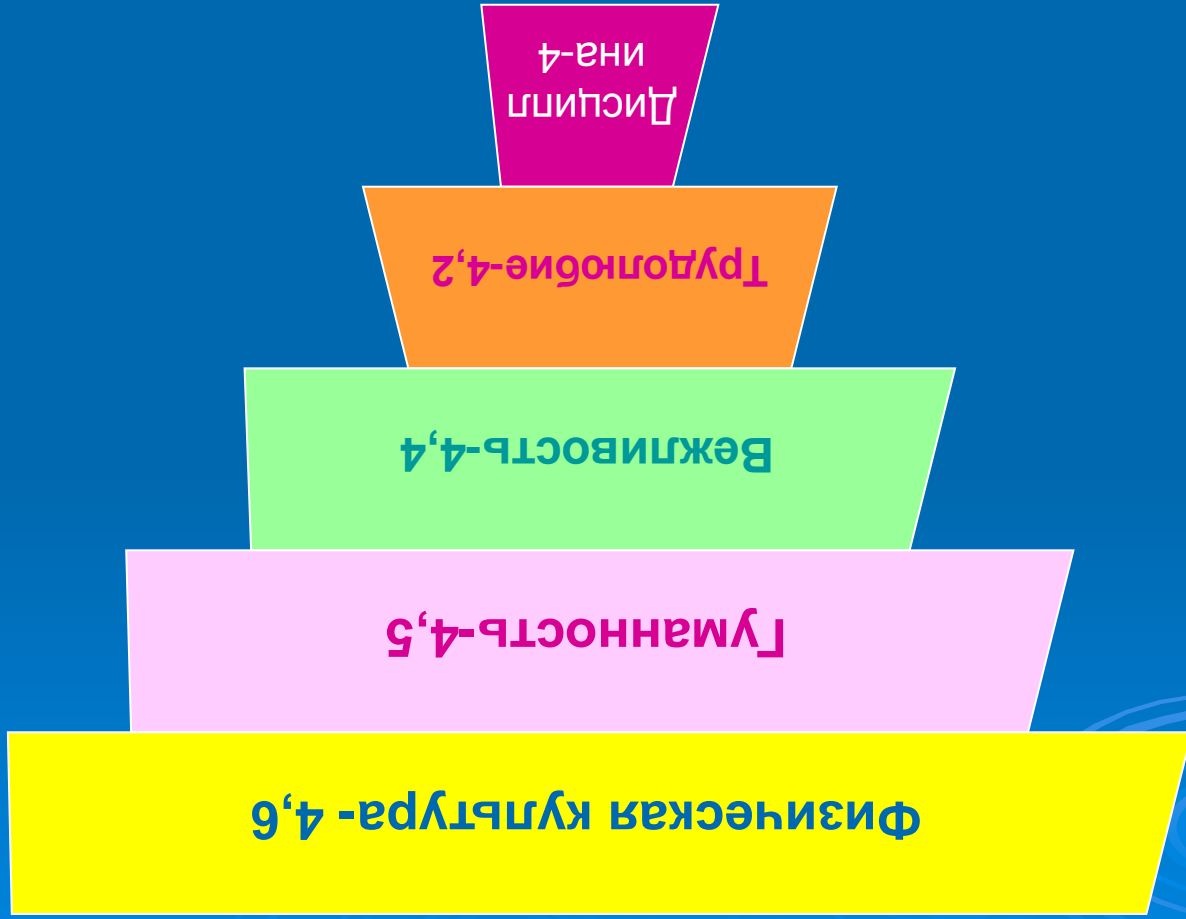 Физическая культура- 4,6
Гуманность-4,5
Вежливость-4,4
Трудолюбие-4,2
Дисципл
ина-4